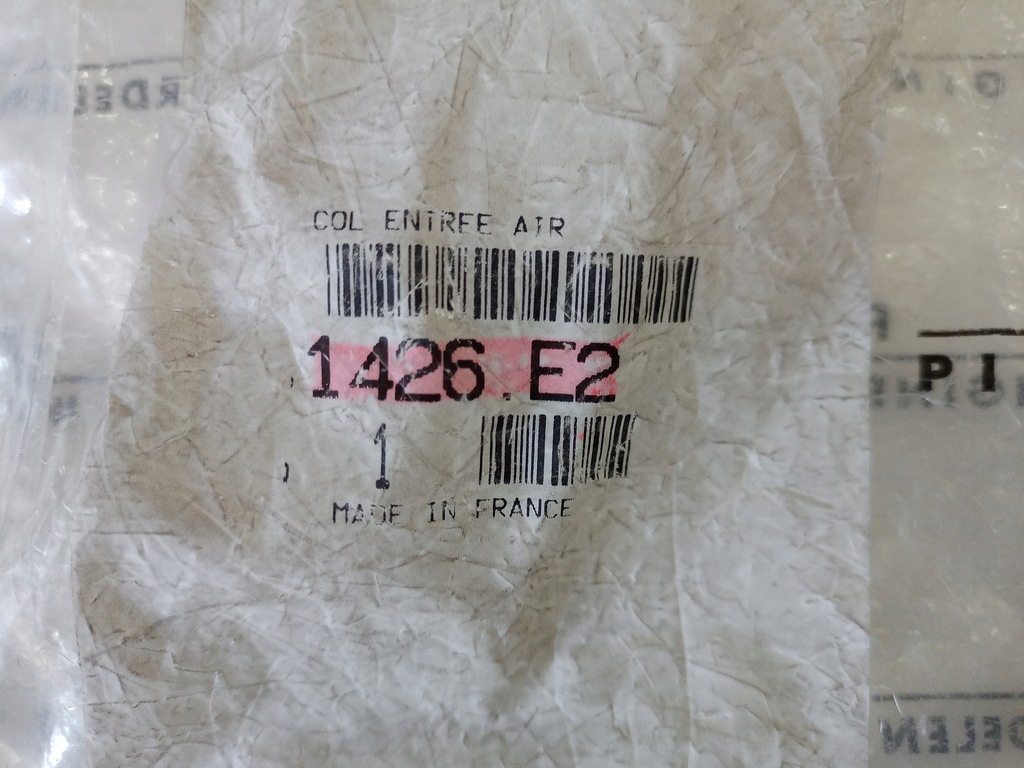 COL ENTREE AIR
1426.E2
1
MADE IN FRANCE